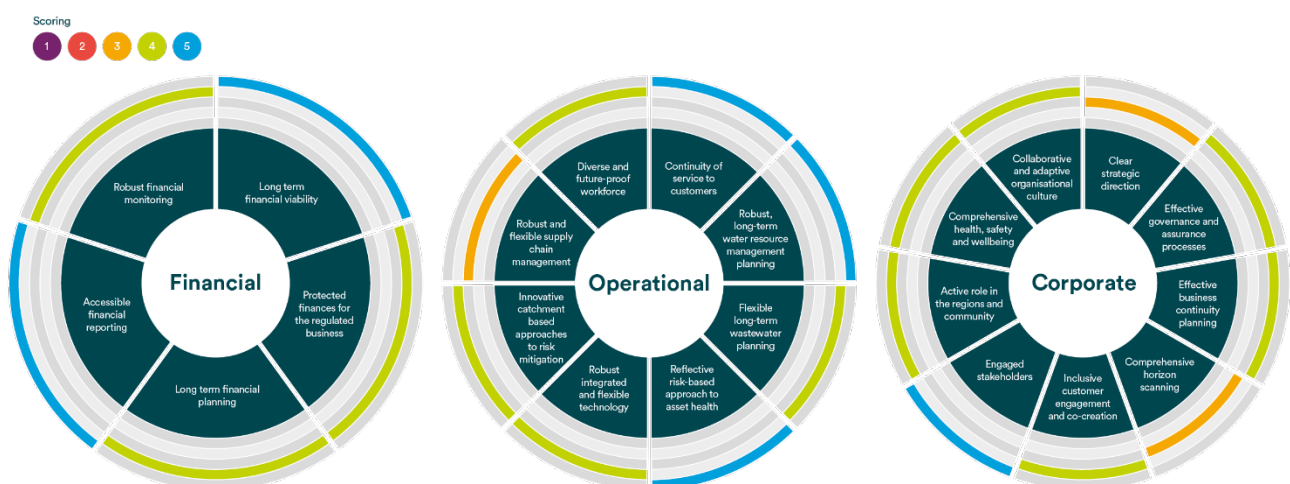 Scoring
1 2 3 4 5
Financial
Robust financial
monitoring
Long term
financial viability
Protected
finances for
the regulated
business
Long term financial
planning
Accessible
financial
reporting
Operational
Diverse and
future-proof
workforce
Continuity of
service to
customers
Robust,
long-term
water resource
management
planning
Flexible
long-term
wastewater
planning
Reflective
risk-based
approach to
asset health
Robust
integrated
and flexible
technology
Innovative
catchment
based
approaches
to risk
mitigation
Robust and
flexible supply
chain
management
Corporate
Collaborative
and adaptive
organisational
culture
Clear
strategic
direction
Effective
governance and
assurance
processes
Effective
business
continuity
planning
Comprehensive
horizon
scanning
Inclusive
customer
engagement
and co-creation
Engaged
stakeholders
Active role in
the regions and
community
Comprehensive
health, safety
and wellbeing